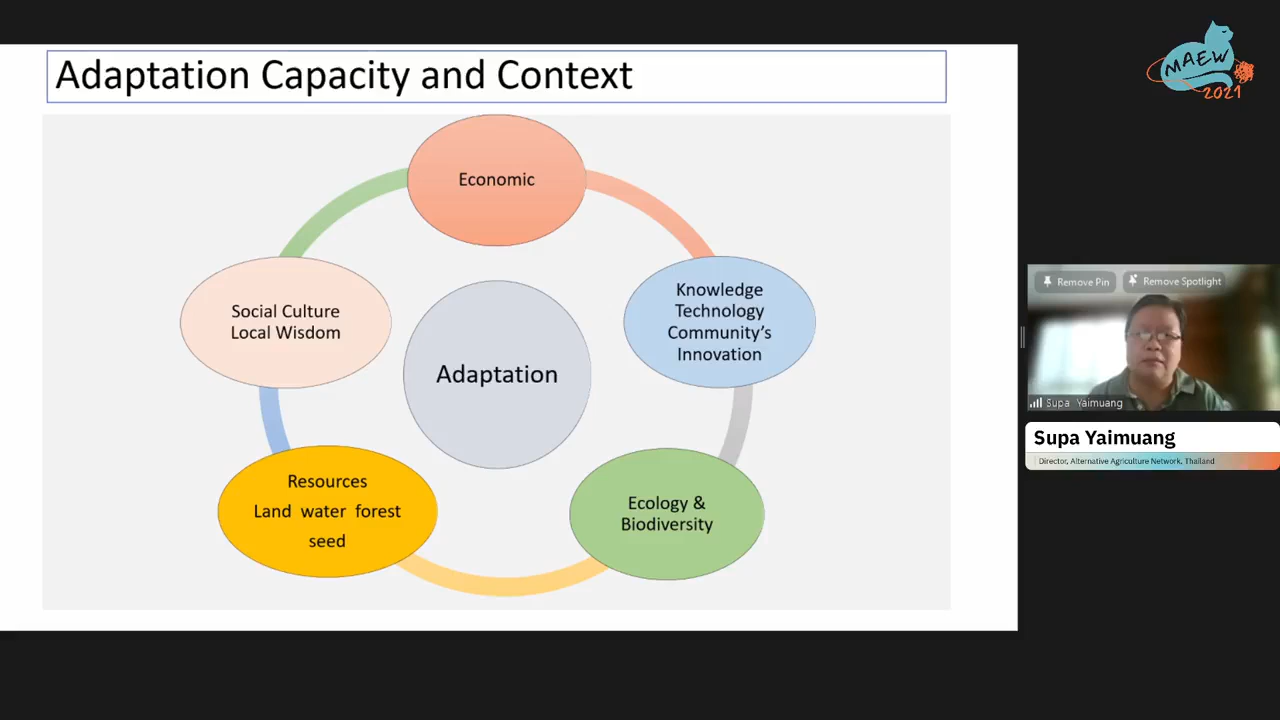 Adaptation Capacity and Context
Economic
Knowledge
Technology
Community's
Innovation
Ecology &
Biodiversity
Resources
Land water forest
seed
Social Culture
Local Wisdom
Adaptation
MAEW
2021
Remove Pin
Remove Spotlight
Supa Yaimuang
Supa Yaimuang
Director, Alternative Agriculture Network, Thailand